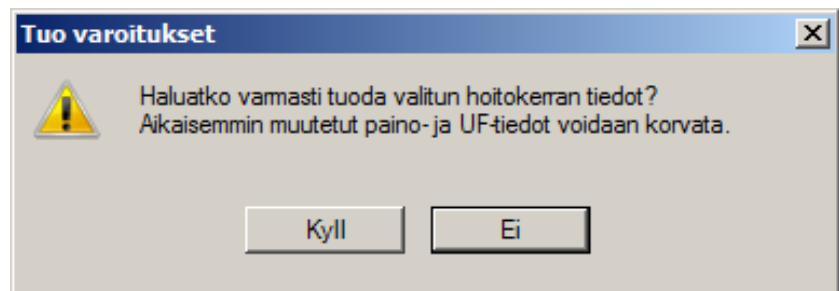 Tuo varoitukset
Haluatko varmasti tuoda valitun hoitokerran tiedot?
Aikaisemmin muutetut paino- ja UF-tiedot voidaan korvata.
Kyll
Ei